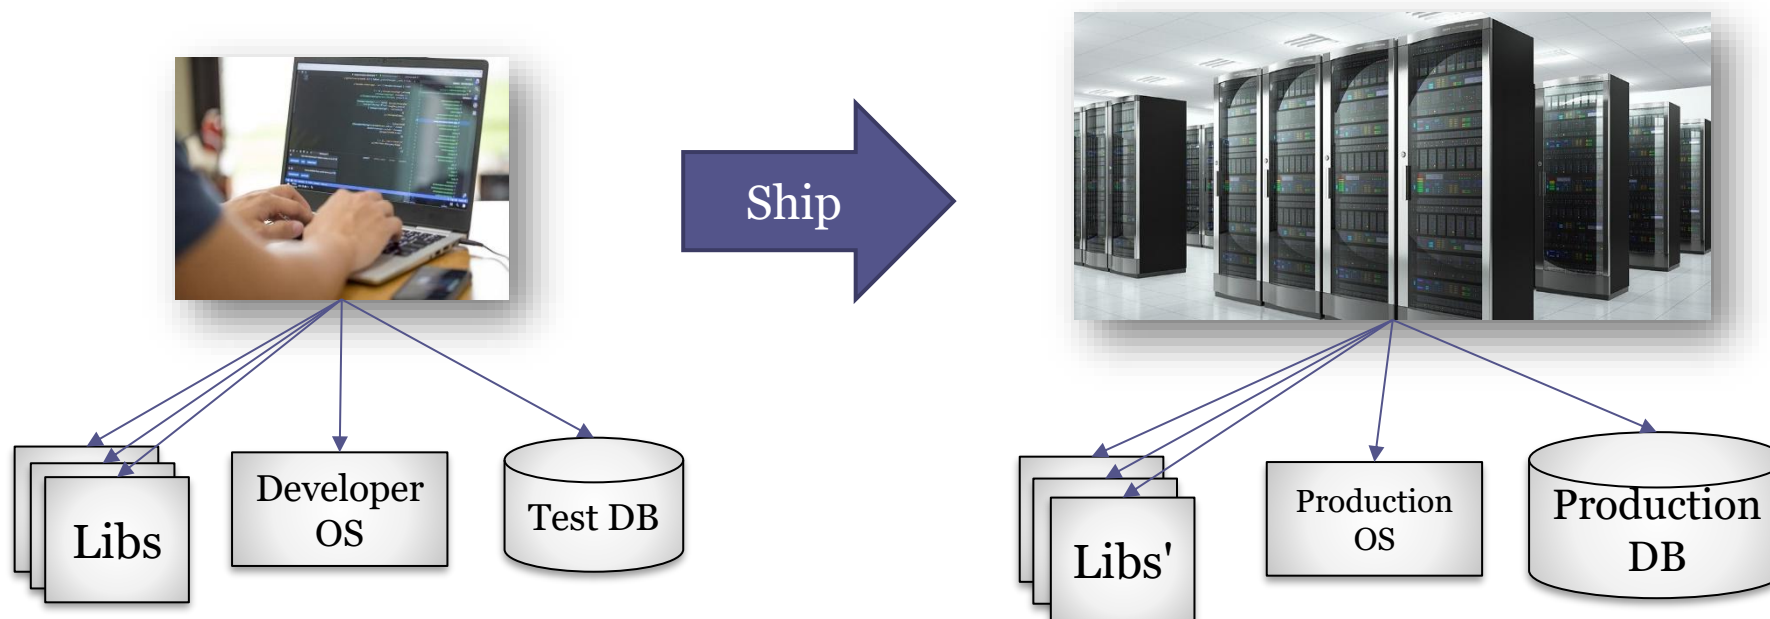 Ship
Libs
Developer
OS
Test DB
Libs'
Production
OS
Production
DB